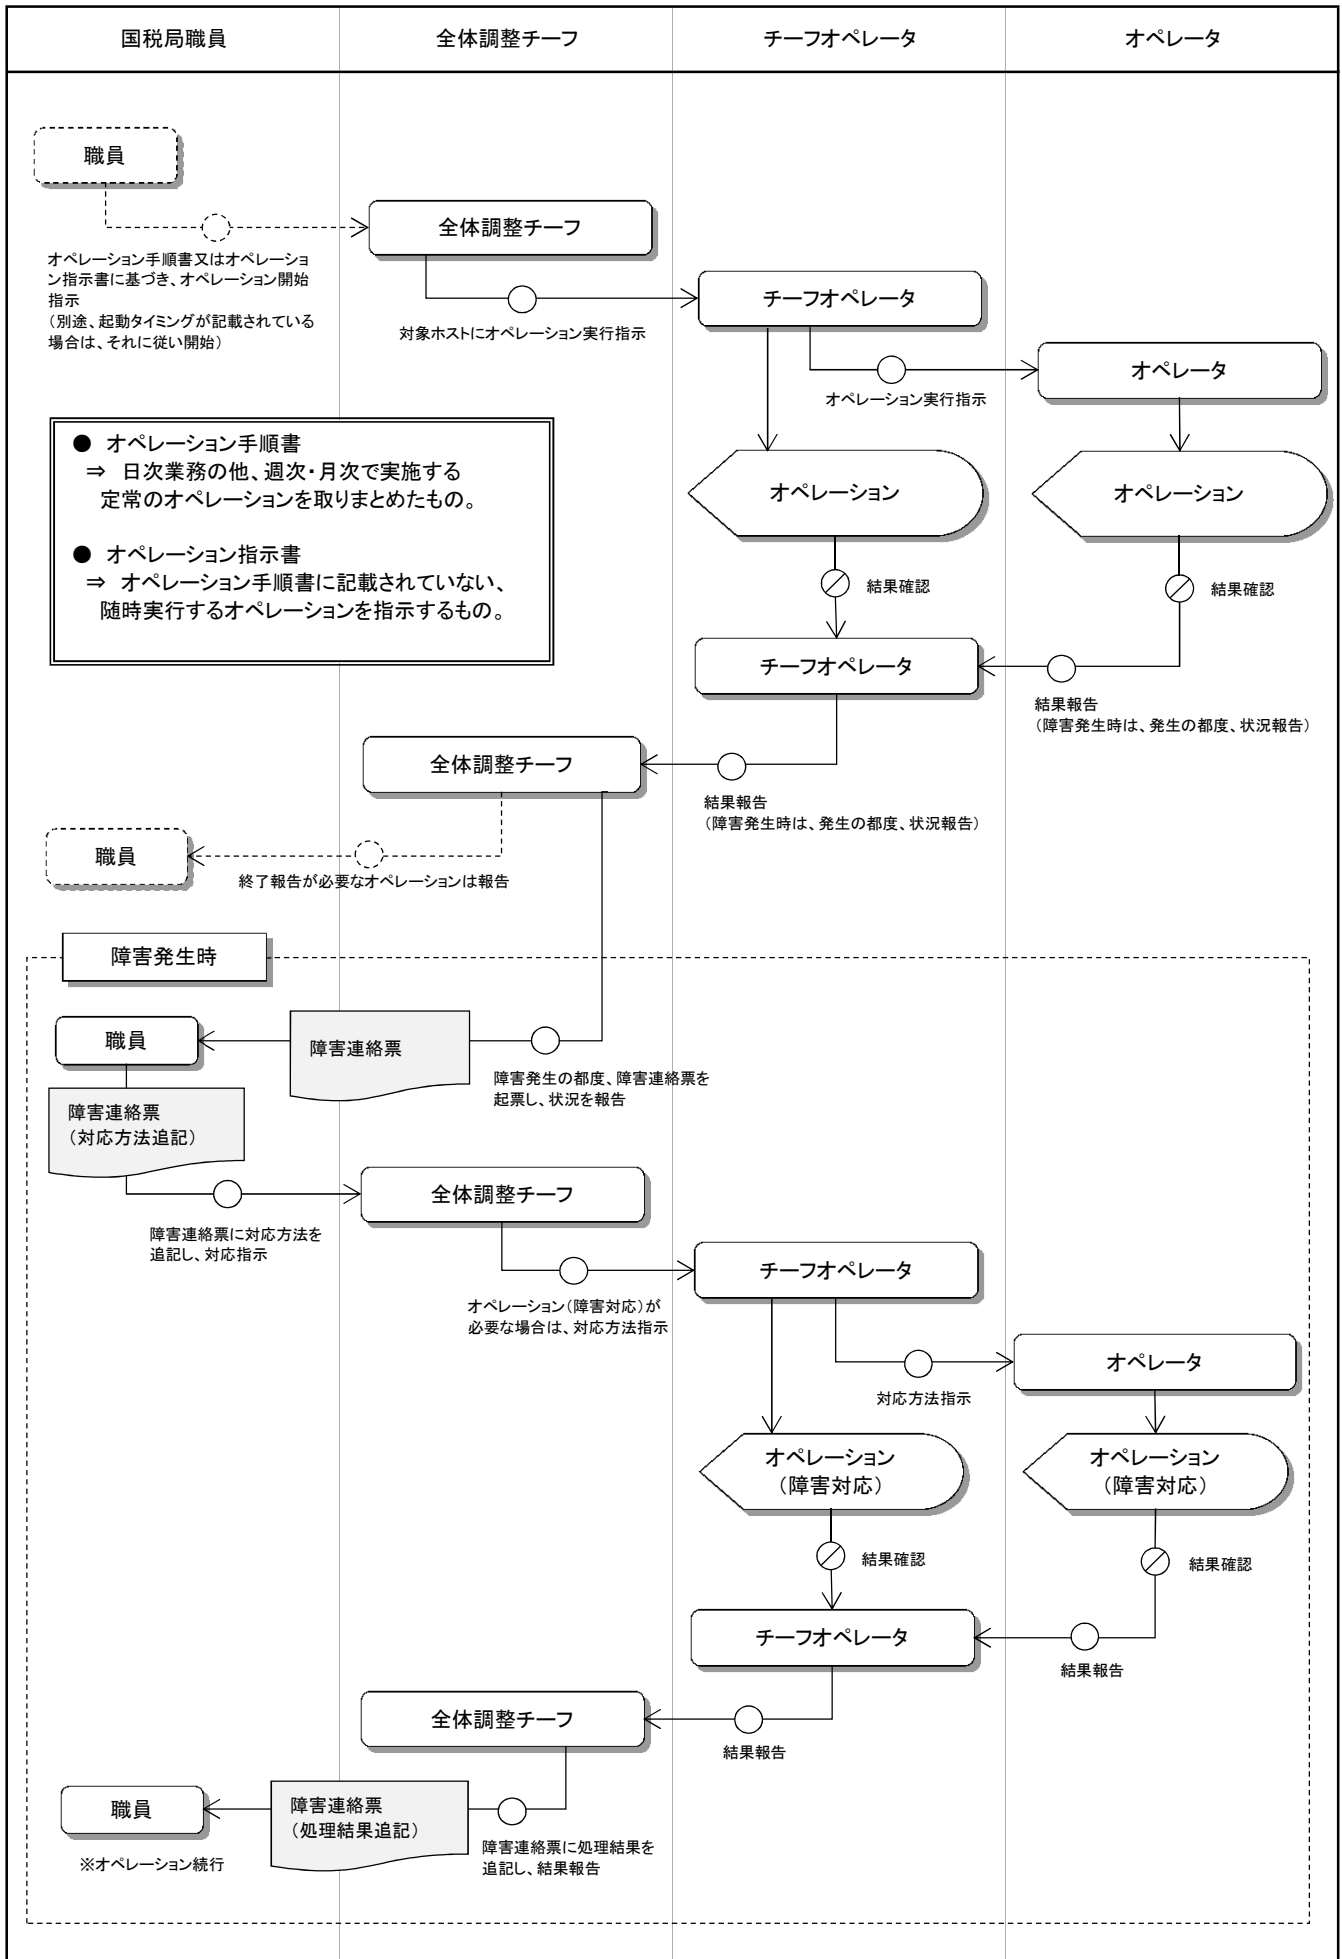 国税局職員
全体調整チーフ
チーフオペレータ
オペレータ
職員
全体調整チーフ
オペレーション手順書又はオペレーショ
ン指示書に基づき、オペレーション開始
指示
（別途、起動タイミングが記載されている
場合は、それに従い開始）
チーフオペレータ
対象ホストにオペレーション実行指示
オペレータ
オペレーション実行指示
● オペレーション手順書
⇒ 日次業務の他、週次・月次で実施する
定常のオペレーションを取りまとめたもの。
● オペレーション指示書
⇒ オペレーション手順書に記載されていない、
随時実行するオペレーションを指示するもの。
オペレーション
オペレーション
結果確認
結果確認
チーフオペレータ
結果報告
（障害発生時は、発生の都度、状況報告）
全体調整チーフ
結果報告
（障害発生時は、発生の都度、状況報告）
職員
終了報告が必要なオペレーションは報告
障害発生時
職員
障害連絡票
障害発生の都度、障害連絡票を
起票し、状況を報告
障害連絡票
（対応方法追記）
全体調整チーフ
障害連絡票に対応方法を
追記し、対応指示
チーフオペレータ
オペレーション（障害対応）が
必要な場合は、対応方法指示
オペレータ
対応方法指示
オペレーション
（障害対応）
オペレーション
（障害対応）
結果確認
結果確認
チーフオペレータ
結果報告
全体調整チーフ
結果報告
職員
障害連絡票
（処理結果追記）
障害連絡票に処理結果を
追記し、結果報告
※オペレーション続行